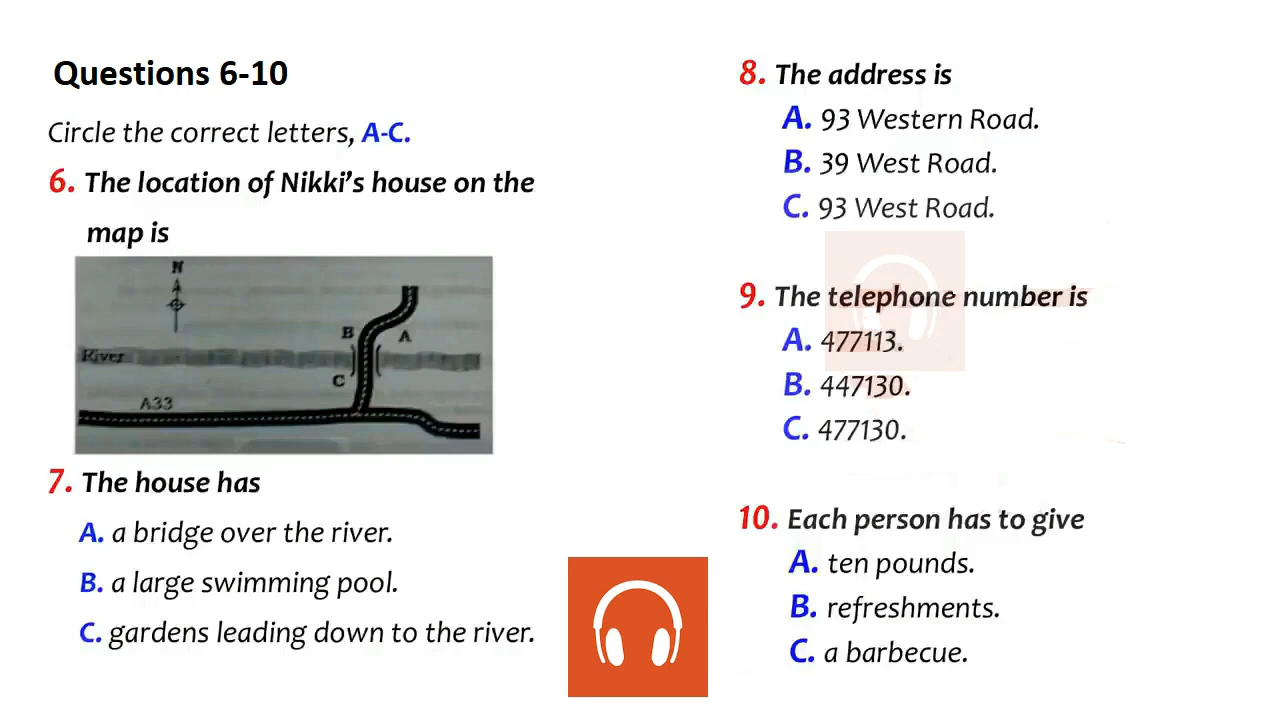 Questions 6-10
Circle the correct letters, A-C.
6. The location of Nikki's house on the
map is
N
B
A
River
C
A33
7. The house has
A. a bridge over the river.
B. a large swimming pool.
C. gardens leading down to the river.
8. The address is
A. 93 Western Road.
B. 39 West Road.
C. 93 West Road.
9. The telephone number is
A. 477113.
B. 447130.
C. 477130.
10. Each person has to give
A. ten pounds.
B. refreshments.
C. a barbecue.